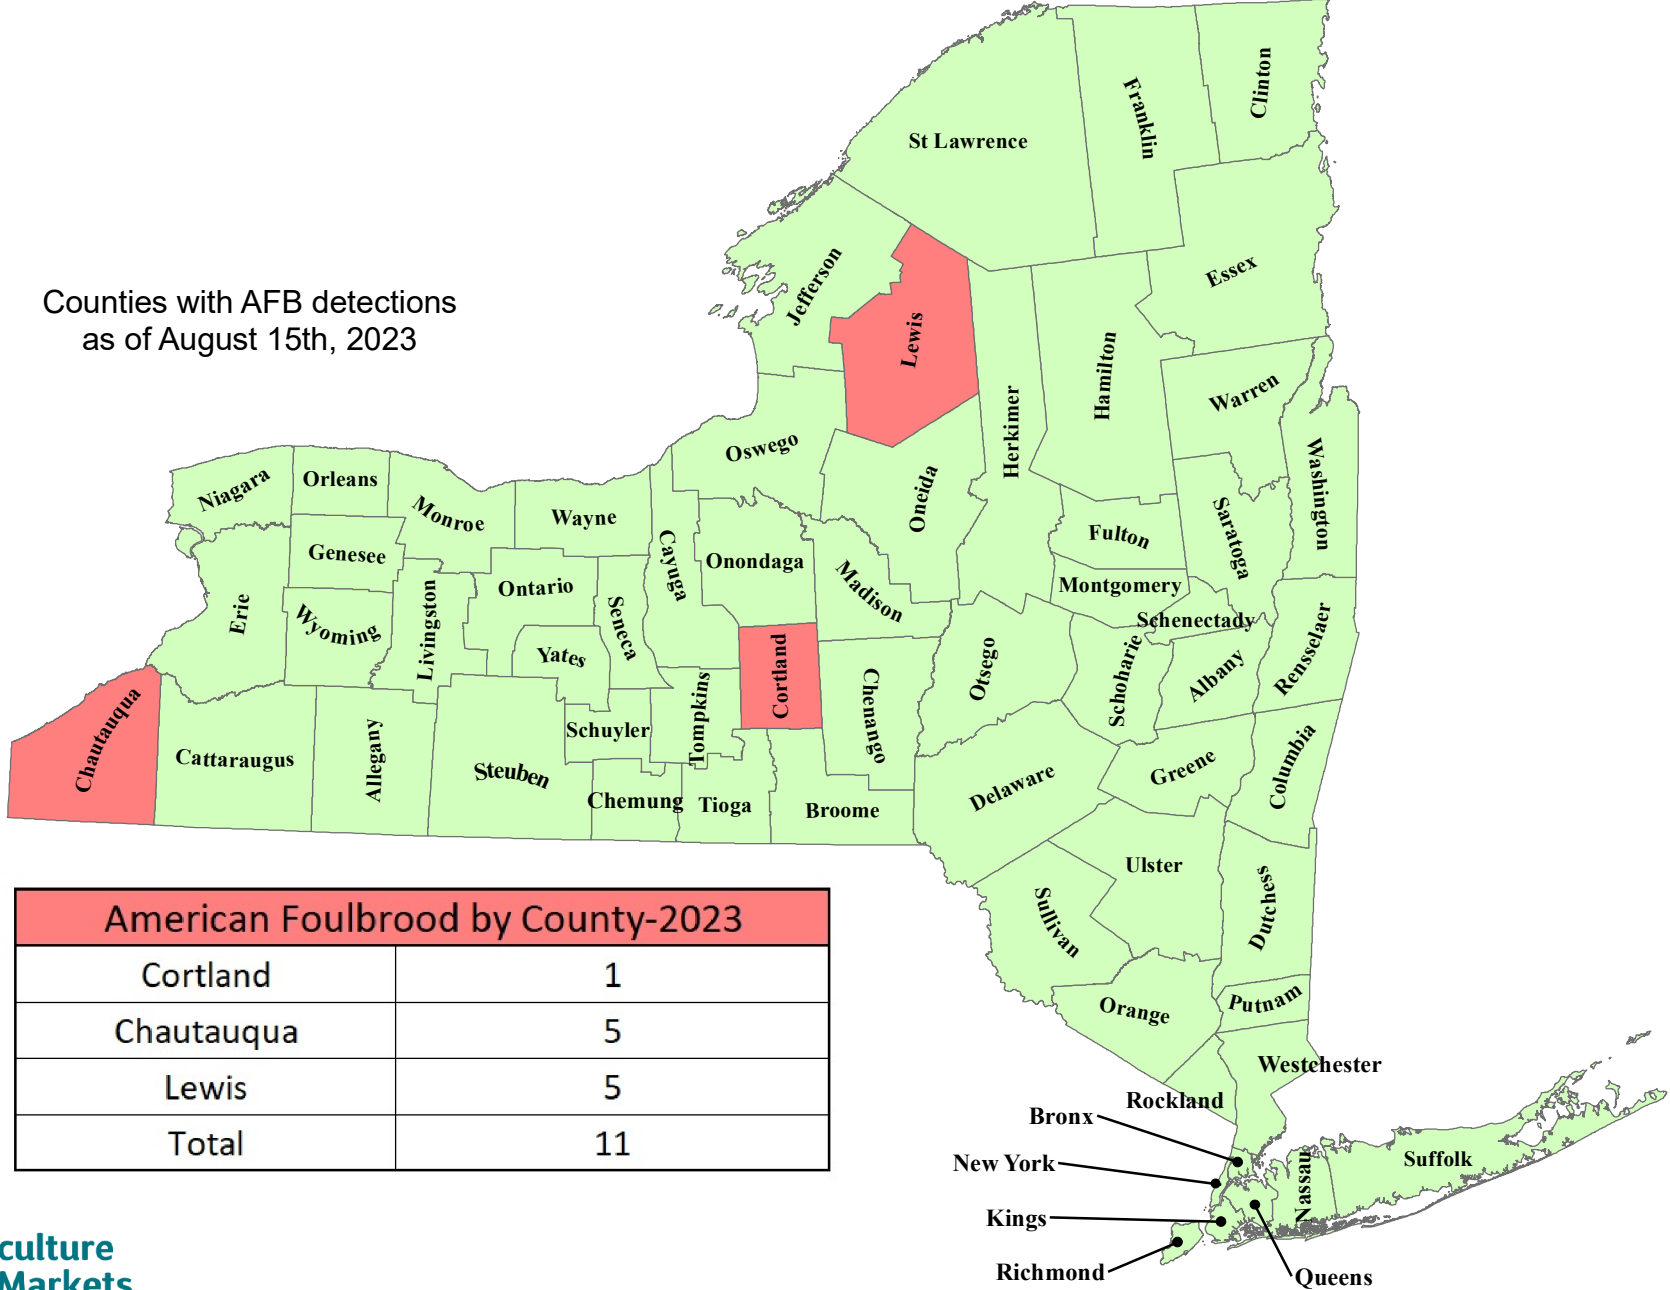 Clinton
Franklin
St Lawrence
Essex
Jefferson
Lewis
Counties with AFB detections
as of August 15th, 2023
Hamilton
Herkimer
Warren
Washington
Oswego
Oneida
Niagara
Orleans
Monroe
Wayne
Cayuga
Onondaga
Madison
Fulton
Saratoga
Genesee
Ontario
Seneca
Montgomery
Schenectady
Erie
Wyoming
Livingston
Yates
Cortland
Chenango
Otsego
Schoharie
Albany
Rensselaer
Chautauqua
Cattaraugus
Allegany
Steuben
Schuyler
Tompkins
Chemung
Tioga
Broome
Delaware
Greene
Columbia
Ulster
Sullivan
Dutchess
Orange
Putnam
Westchester
Rockland
Bronx
New York
Kings
Richmond
Queens
Nassau
Suffolk
American Foulbrood by County-2023
Cortland 1
Chautauqua 5
Lewis 5
Total 11
culture
Markets